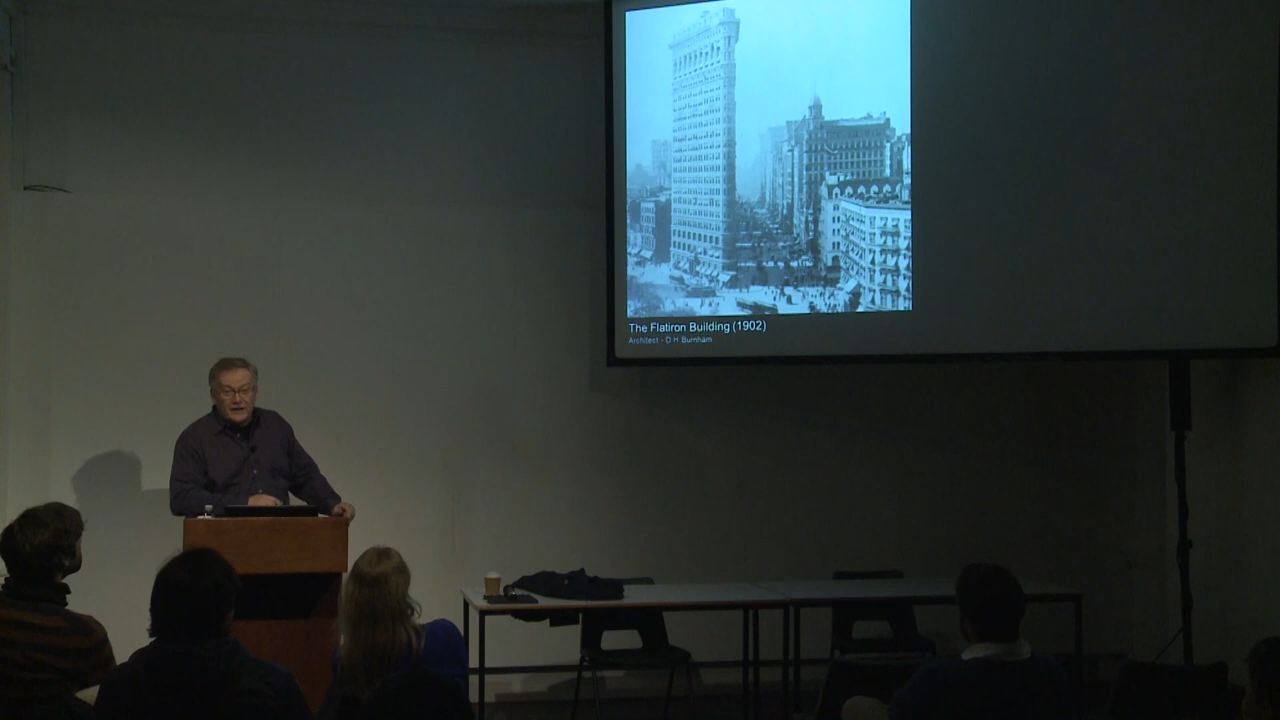 The Flatiron Building (1902)
Architect - D H Burnham